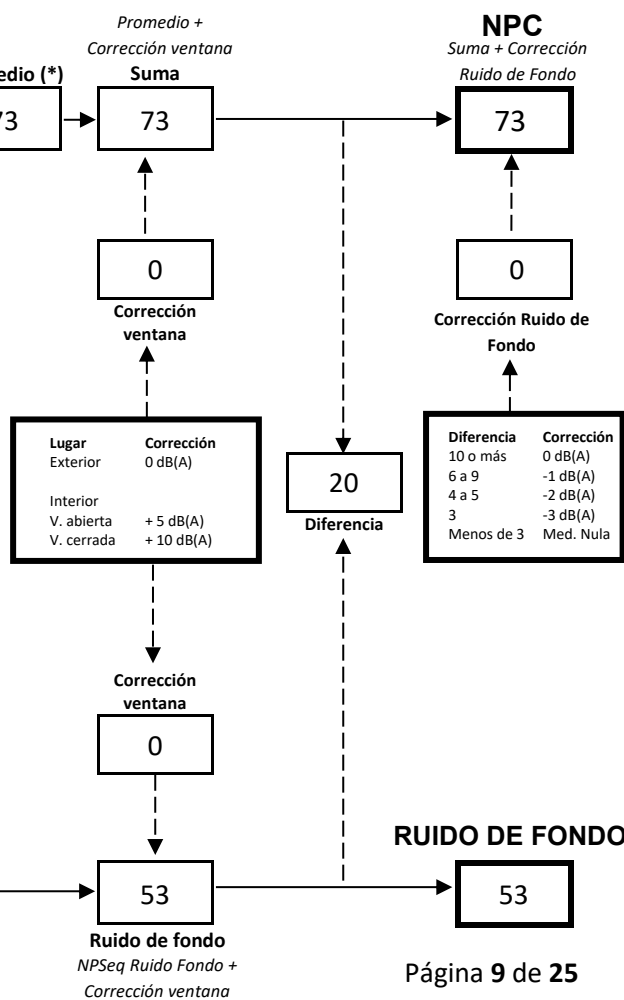 Promedio +
Corrección ventana
Suma
73
NPC
Suma + Corrección
Ruido de Fondo
73
edio (*)
73
0
Corrección
ventana
0
Corrección Ruido de
Fondo
Lugar Corrección
Exterior 0 dB(A)
Interior
V. abierta + 5 dB(A)
V. cerrada + 10 dB(A)
20
Diferencia
Diferencia Corrección
10 o más 0 dB(A)
6 a 9 -1 dB(A)
4 a 5 -2 dB(A)
3 -3 dB(A)
Menos de 3 Med. Nula
Corrección
ventana
0
53
Ruido de fondo
NPSeq Ruido Fondo +
Corrección ventana
RUIDO DE FONDO
53
Página 9 de 25